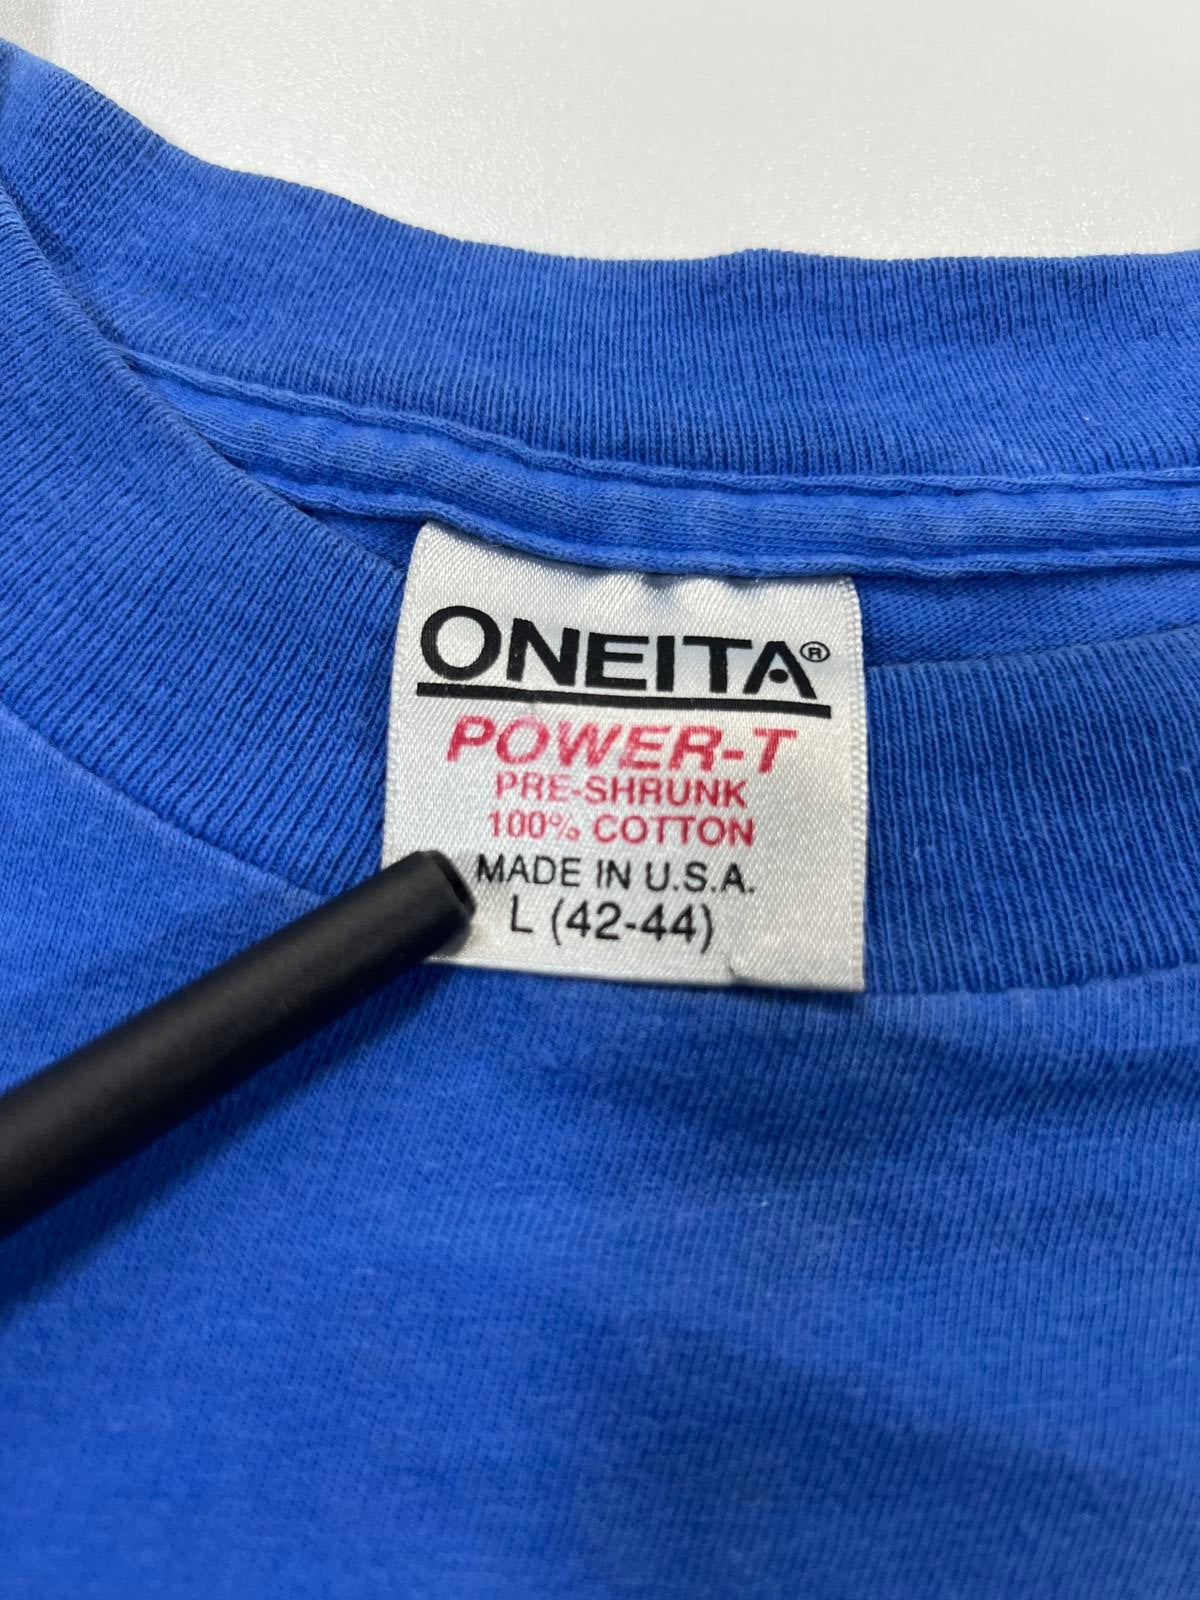 ONEITA®
POWER-T
PRE-SHRUNK
100% COTTON
MADE IN U.S.A.
L (42-44)